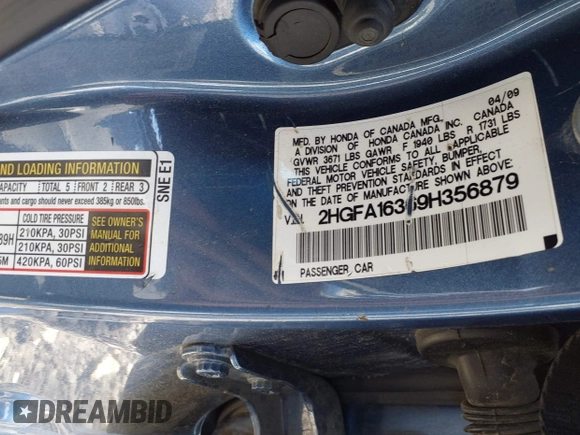 04/09
MFD. BY HONDA OF CANADA MFG.,
A DIVISION OF HONDA CANADA INC. CANADA
GVWR 3671 LBS GAWR F 1940 LBS R 1731 LBS
THIS VEHICLE CONFORMS TO ALL APPLICABLE
FEDERAL MOTOR VEHICLE SAFETY, BUMPER,
AND THEFT PREVENTION STANDARDS IN EFFECT
ON THE DATE OF MANUFACTURE SHOWN ABOVE:
2HGFA16369H356879
PASSENGER CAR
ND LOADING INFORMATION
CAPACITY TOTAL 5 FRONT 2 REAR 3
ants and cargo should never exceed 385kg or 850lbs.
SNE E1
COLD TIRE PRESSURE
89H 210KPA, 30PSI
210KPA, 30PSI
5M 420KPA, 60PSI
SEE OWNER'S
MANUAL FOR
ADDITIONAL
INFORMATION
DREAMBID